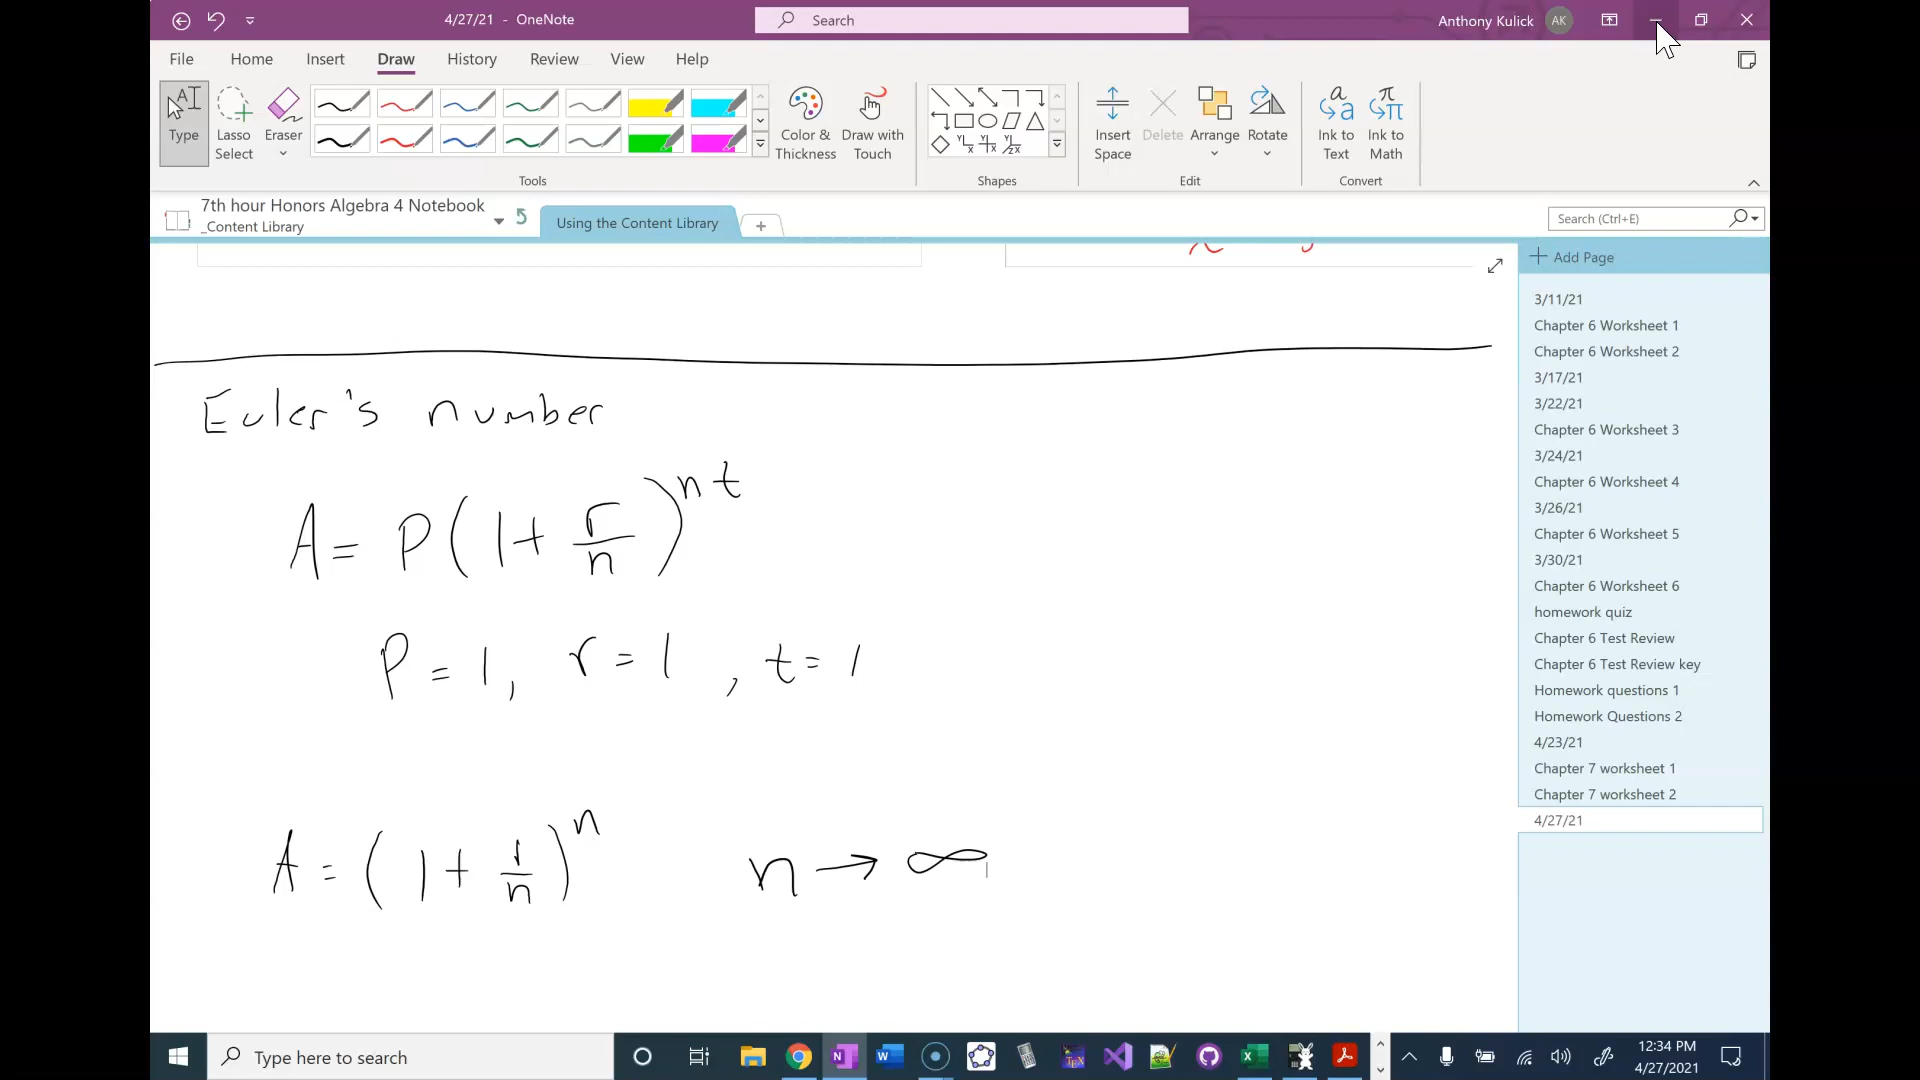 4/27/21 - OneNote
Search
Anthony Kulick AK
File Home Insert Draw History Review View Help
Type
Lasso Select
Eraser
Color & Thickness
Draw with Touch
Insert Space
Delete
Arrange
Rotate
Ink to Text
Ink to Math
Tools
Shapes
Edit
Convert
7th hour Honors Algebra 4 Notebook
_Content Library
Using the Content Library
Search (Ctrl+E)
Add Page
3/11/21
Chapter 6 Worksheet 1
Chapter 6 Worksheet 2
3/17/21
3/22/21
Chapter 6 Worksheet 3
3/24/21
Chapter 6 Worksheet 4
3/26/21
Chapter 6 Worksheet 5
3/30/21
Chapter 6 Worksheet 6
homework quiz
Chapter 6 Test Review
Chapter 6 Test Review key
Homework questions 1
Homework Questions 2
4/23/21
Chapter 7 worksheet 1
Chapter 7 worksheet 2
4/27/21
Euler's number
A = P(1 + r/n)^nt
P = 1, r = 1, t = 1
A = (1 + 1/n)^n n → ∞
Type here to search
12:34 PM
4/27/2021